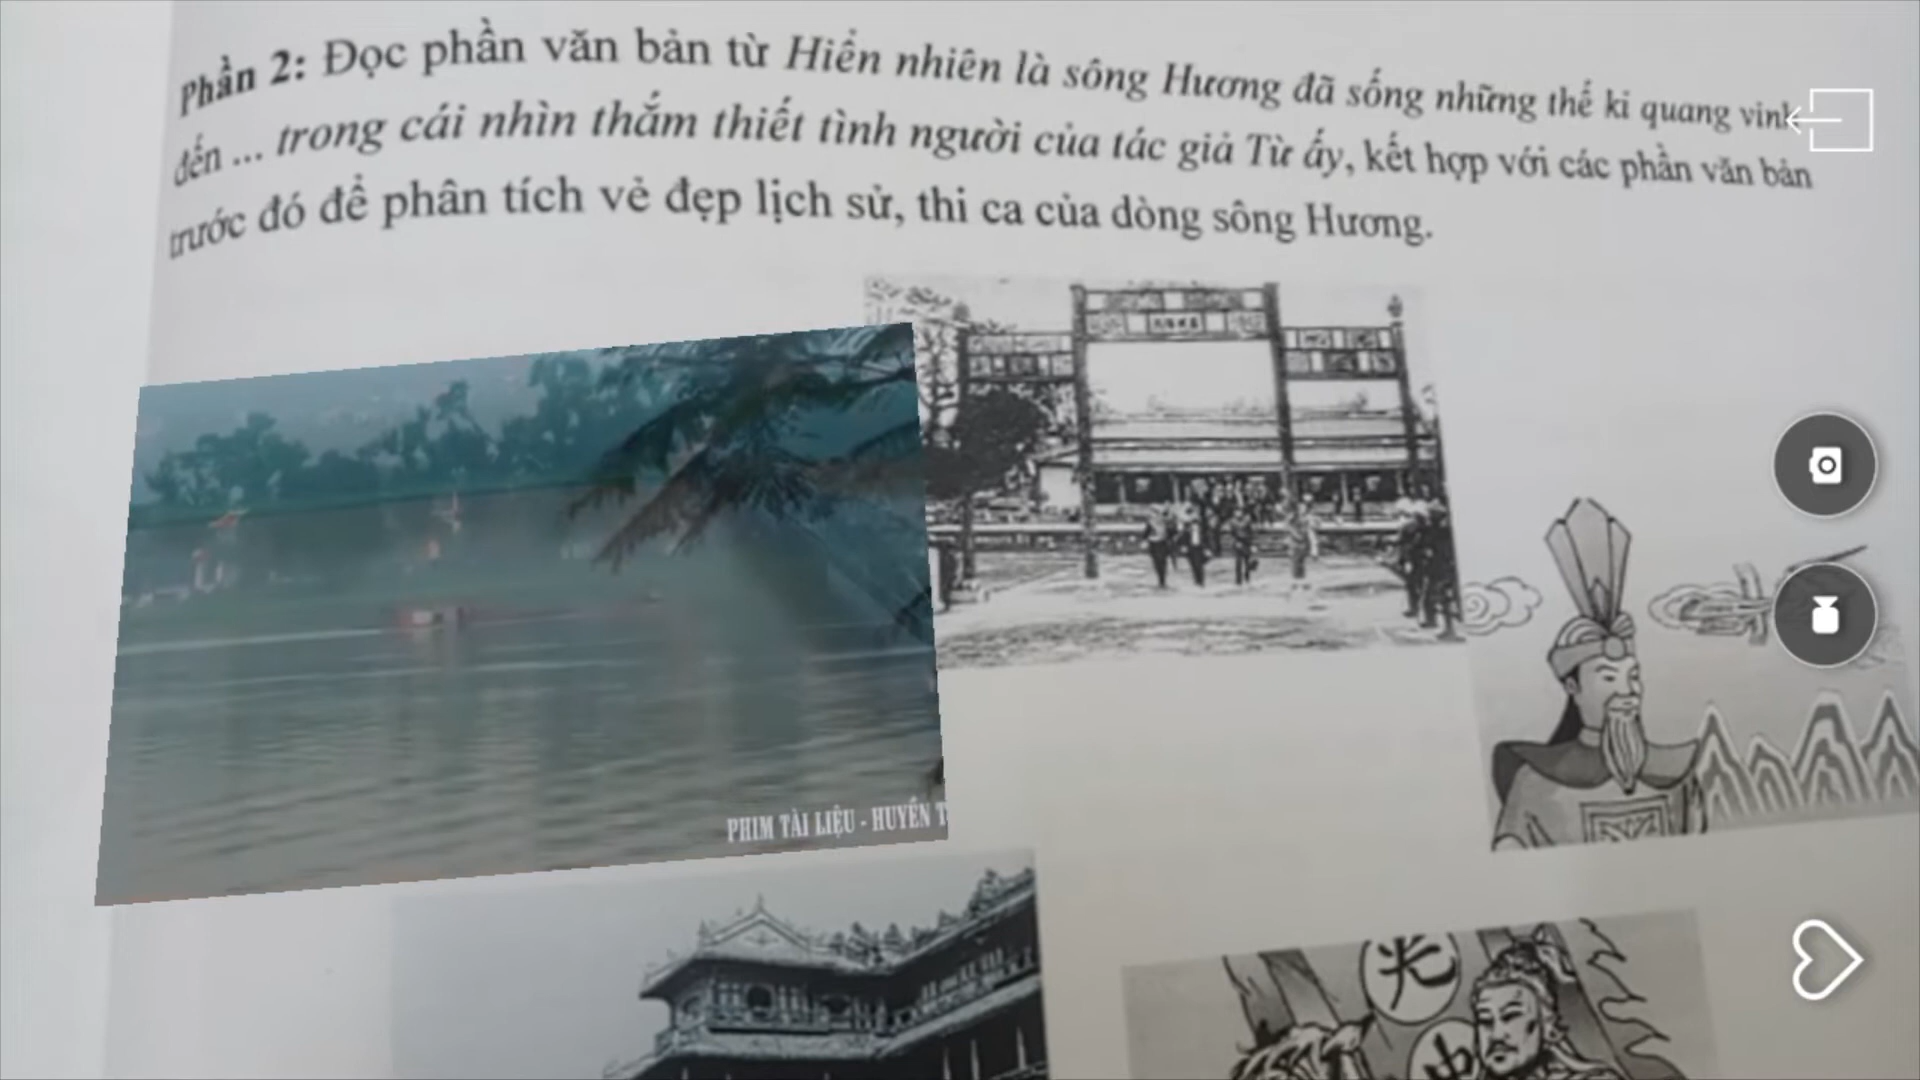 Phần 2: Đọc phần văn bản từ Hiển nhiên là sông Hương đã sống những thế kỉ quang vinh
đến ... trong cái nhìn thắm thiết tình người của tác giả Từ ấy, kết hợp với các phần văn bản
trước đó để phân tích vẻ đẹp lịch sử, thi ca của dòng sông Hương.
PHIM TÀI LIỆU - HUYỀN T